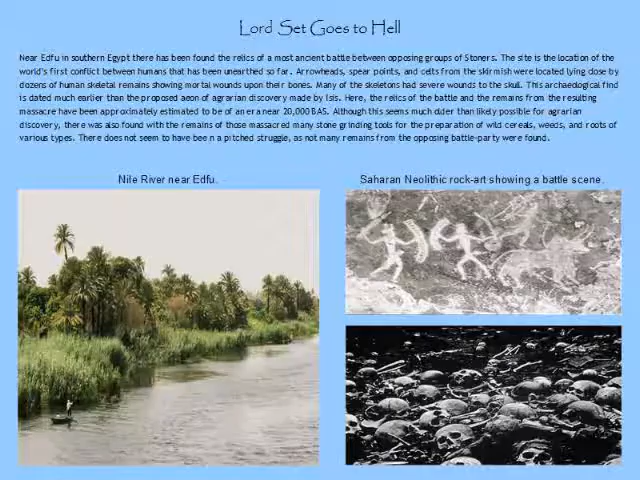 Lord Set Goes to Hell
Near Edfu in southern Egypt there has been found the relics of a most ancient battle between opposing groups of Stoners. The site is the location of the
world's first conflict between humans that has been unearthed so far. Arrowheads, spear points, and celts from the skirmish were located lying close by
dozens of human skeletal remains showing mortal wounds upon their bones. Many of the skeletons had severe wounds to the skull. This archaeological find
is dated much earlier than the proposed aeon of agrarian discovery made by Isis. Here, the relics of the battle and the remains from the resulting
massacre have been approximately estimated to be of an era near 20,000 BAS. Although this seems much older than likely possible for agrarian
discovery, there was also found with the remains of those massacred many stone grinding tools for the preparation of wild cereals, weeds, and roots of
various types. There does not seem to have bee n a pitched struggle, as not many remains from the opposing battle-party were found.
Nile River near Edfu.
Saharan Neolithic rock-art showing a battle scene.